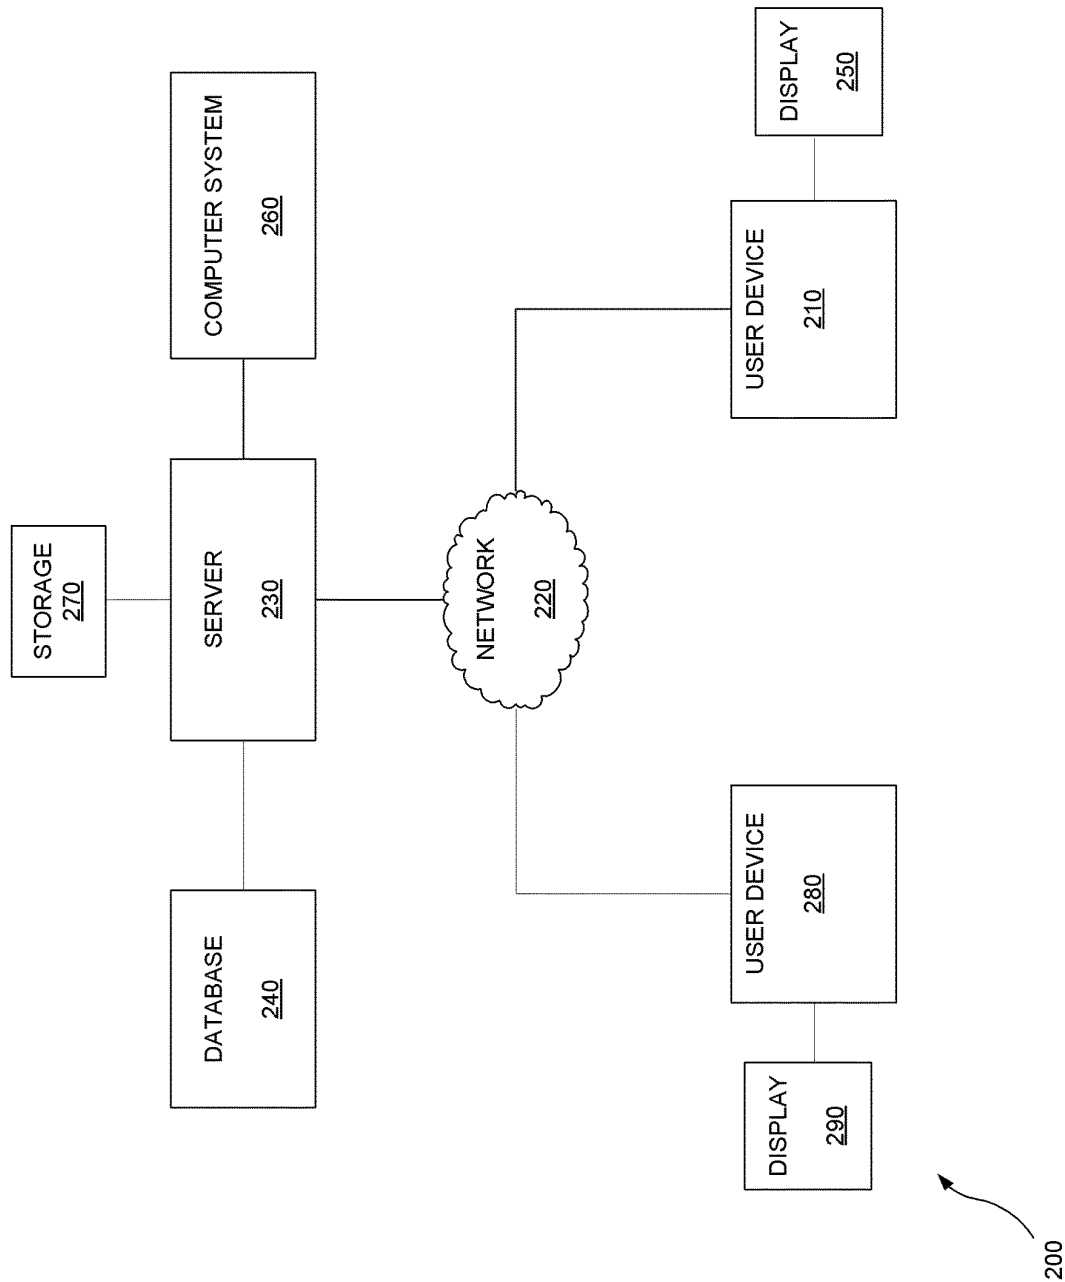 STORAGE
270
DATABASE
240
SERVER
230
COMPUTER SYSTEM
260
NETWORK
220
DISPLAY
290
USER DEVICE
280
USER DEVICE
210
DISPLAY
250
200